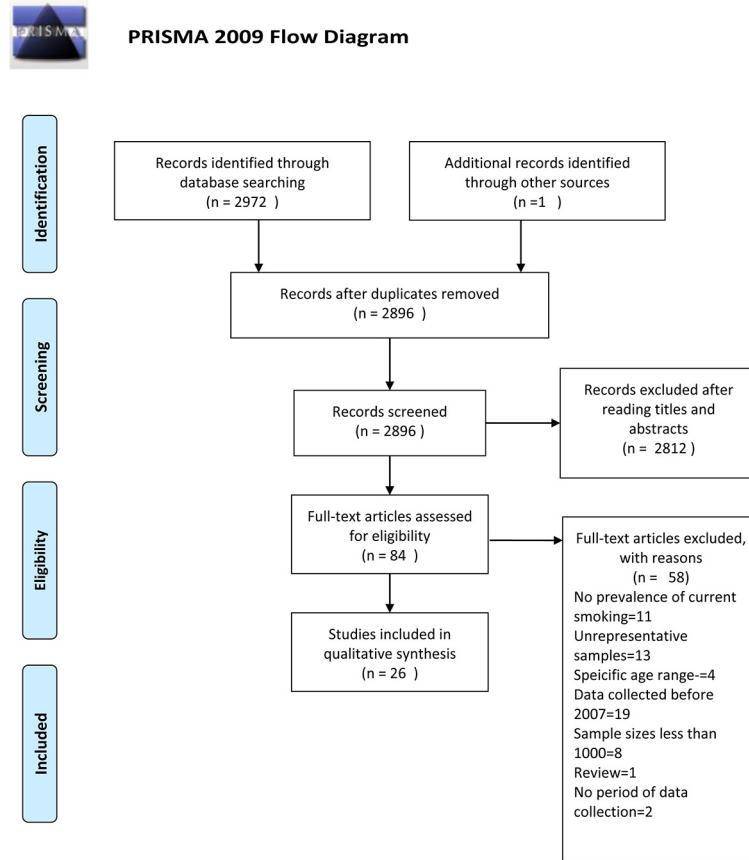 PRISMA
PRISMA 2009 Flow Diagram
Identification
Records identified through
database searching
(n = 2972 )
Additional records identified
through other sources
(n =1 )
Records after duplicates removed
(n = 2896 )
Screening
Records screened
(n = 2896 )
Records excluded after
reading titles and
abstracts
(n = 2812 )
Eligibility
Full-text articles assessed
for eligibility
(n = 84 )
Full-text articles excluded,
with reasons
(n = 58)
No prevalence of current
smoking=11
Unrepresentative
samples=13
Speicific age range-=4
Data collected before
2007=19
Sample sizes less than
1000=8
Review=1
No period of data
collection=2
Studies included in
qualitative synthesis
(n = 26 )
Included